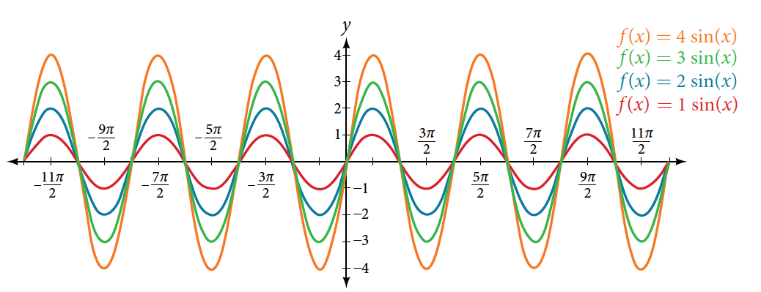 y
f(x) = 4 sin(x)
f(x) = 3 sin(x)
f(x) = 2 sin(x)
f(x) = 1 sin(x)
4
3
2
1
−1
−2
−3
−4
−9π/2
−5π/2
3π/2
7π/2
11π/2
−11π/2
−7π/2
−3π/2
5π/2
9π/2